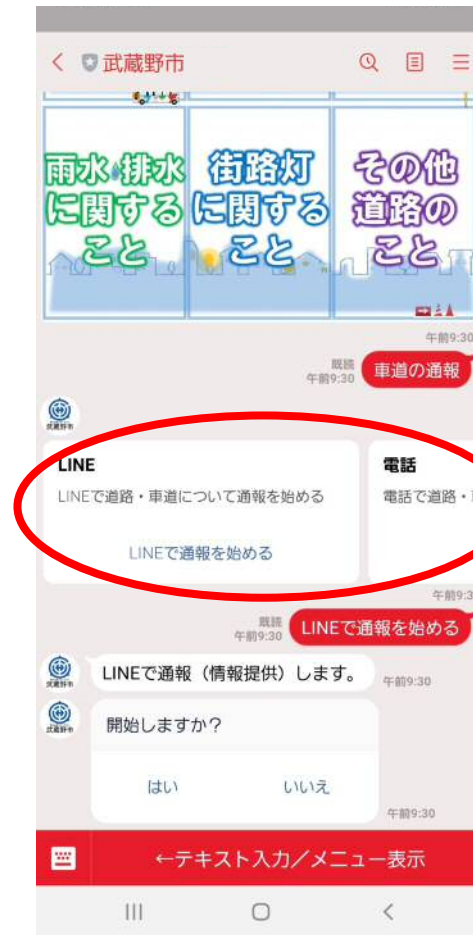 武蔵野市
雨水・排水
に関する
こと
街路灯
に関する
こと
その他
道路の
こと
午前9:30
既読
午前9:30
車道の通報
武蔵野市
LINE
LINEで道路・車道について通報を始める
LINEで通報を始める
電話
電話で道路・
午前9:3
既読
午前9:30
LINEで通報を始める
武蔵野市
LINEで通報（情報提供）します。
午前9:30
武蔵野市
開始しますか？
はい
いいえ
午前9:30
←テキスト入力／メニュー表示